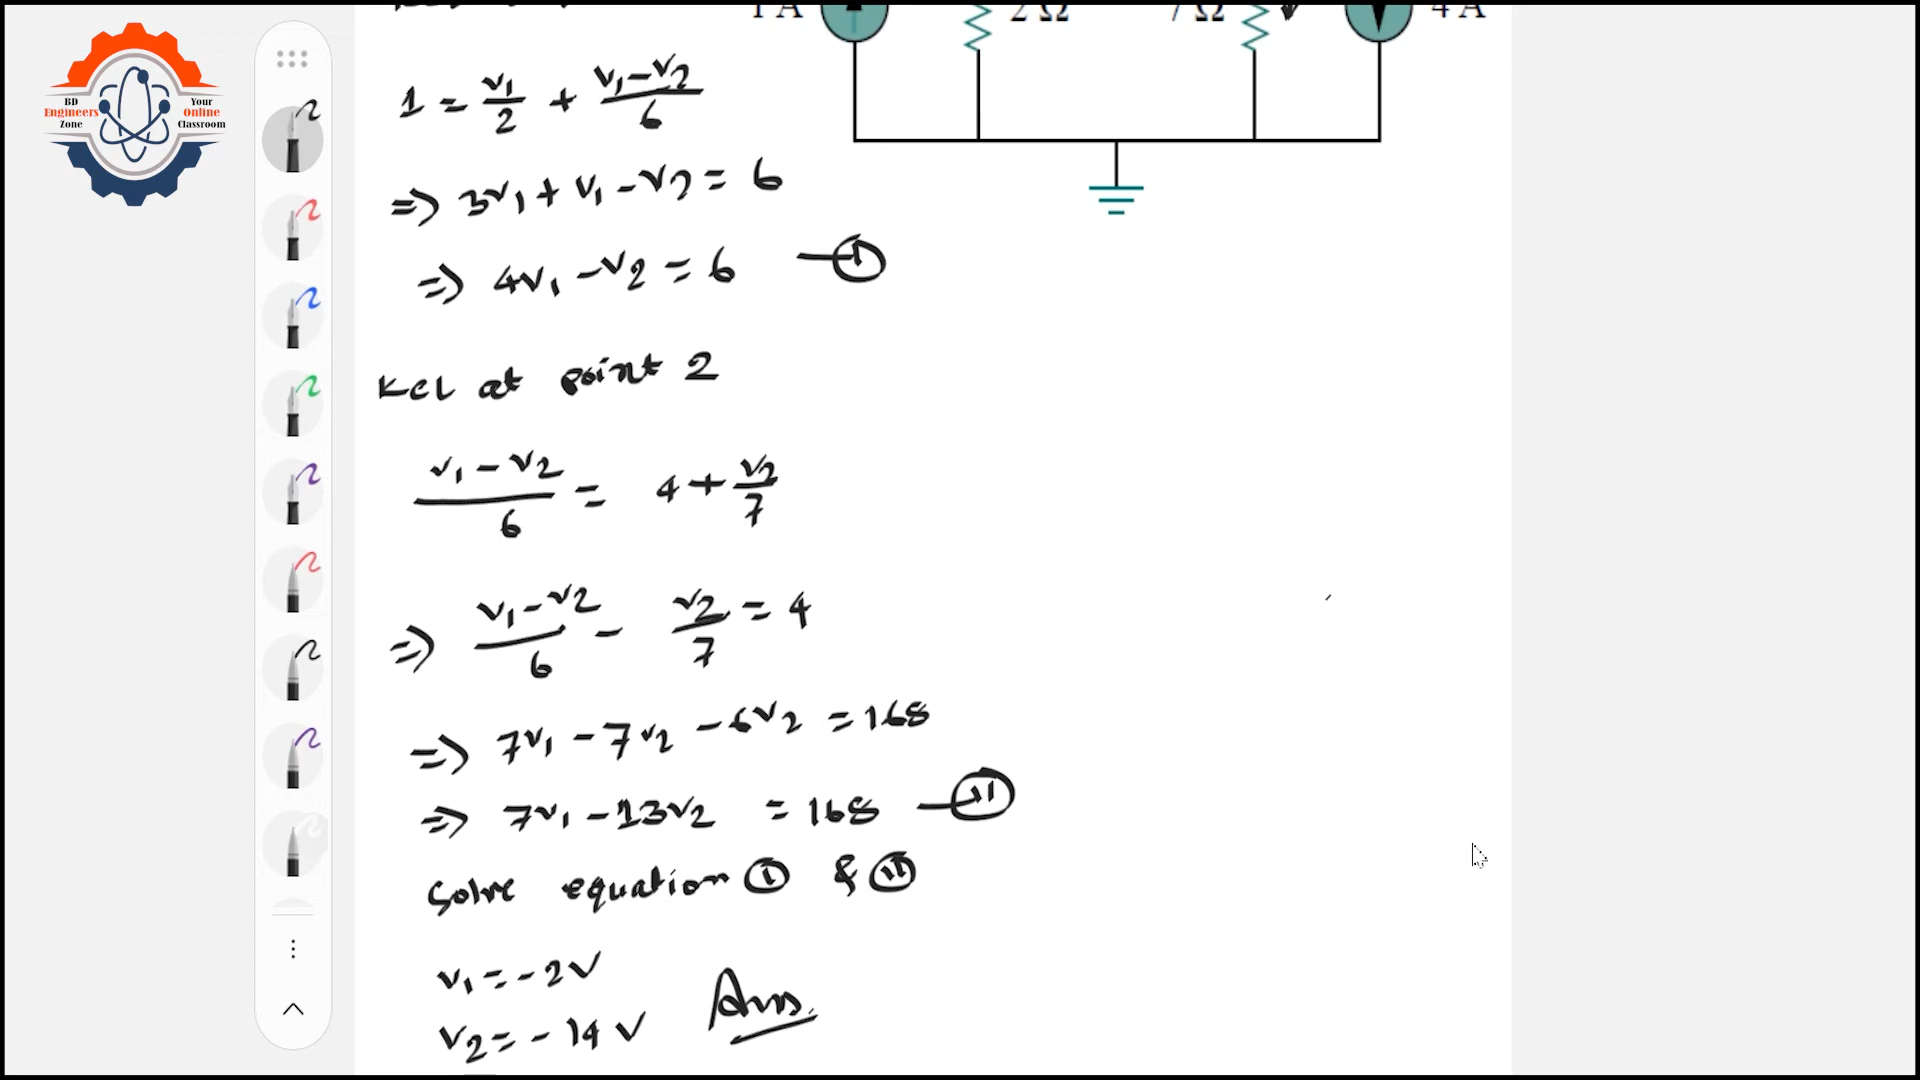 1 A
2 Ω
7 Ω
4 A
BD Engineers Zone
Your Online Classroom
1 = v1/2 + (v1-v2)/6
=> 3v1 + v1 - v2 = 6
=> 4v1 - v2 = 6 — (I)
KCL at point 2
(v1 - v2)/6 = 4 + v2/7
=> (v1 - v2)/6 - v2/7 = 4
=> 7v1 - 7v2 - 6v2 = 168
=> 7v1 - 13v2 = 168 — (II)
Solve equation (I) & (II)
v1 = -2V
v2 = -14 V
Ans.